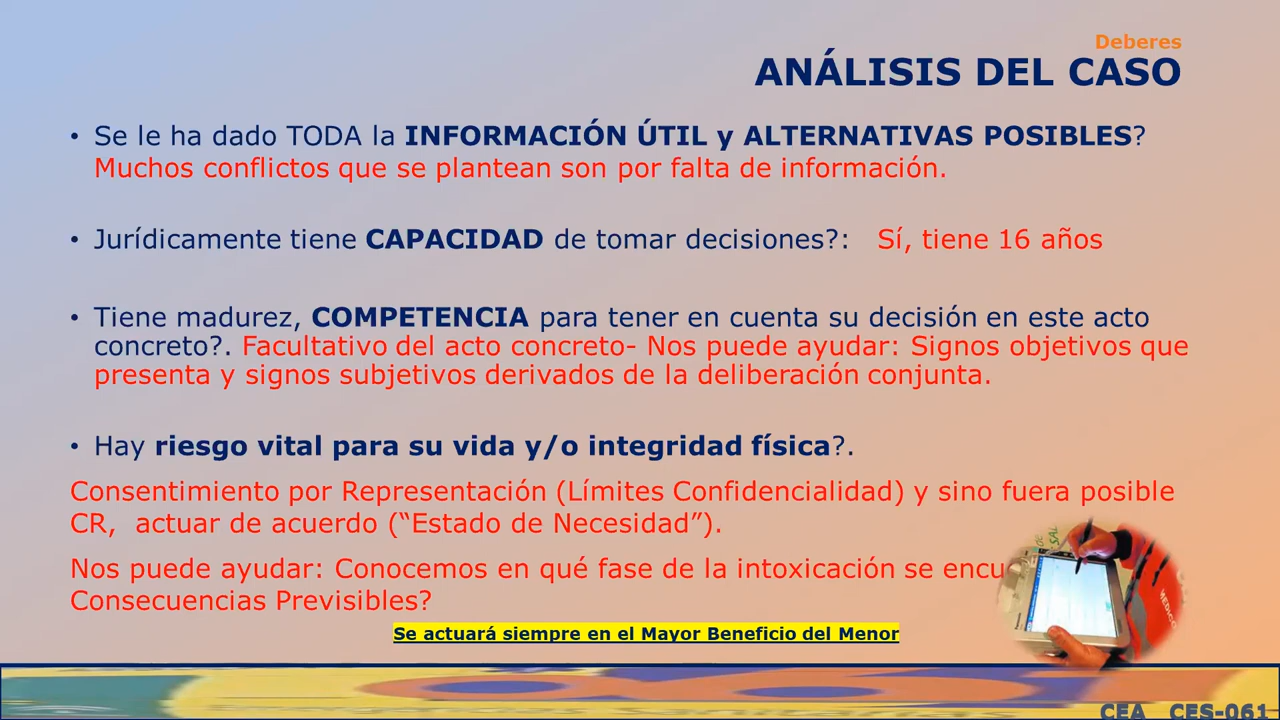 Deberes
ANÁLISIS DEL CASO
• Se le ha dado TODA la INFORMACIÓN ÚTIL y ALTERNATIVAS POSIBLES?
Muchos conflictos que se plantean son por falta de información.
• Jurídicamente tiene CAPACIDAD de tomar decisiones?: Sí, tiene 16 años
• Tiene madurez, COMPETENCIA para tener en cuenta su decisión en este acto
concreto?. Facultativo del acto concreto- Nos puede ayudar: Signos objetivos que
presenta y signos subjetivos derivados de la deliberación conjunta.
• Hay riesgo vital para su vida y/o integridad física?.
Consentimiento por Representación (Límites Confidencialidad) y sino fuera posible
CR, actuar de acuerdo (“Estado de Necesidad”).
Nos puede ayudar: Conocemos en qué fase de la intoxicación se encu
Consecuencias Previsibles?
Se actuará siempre en el Mayor Beneficio del Menor
CEA CES-061